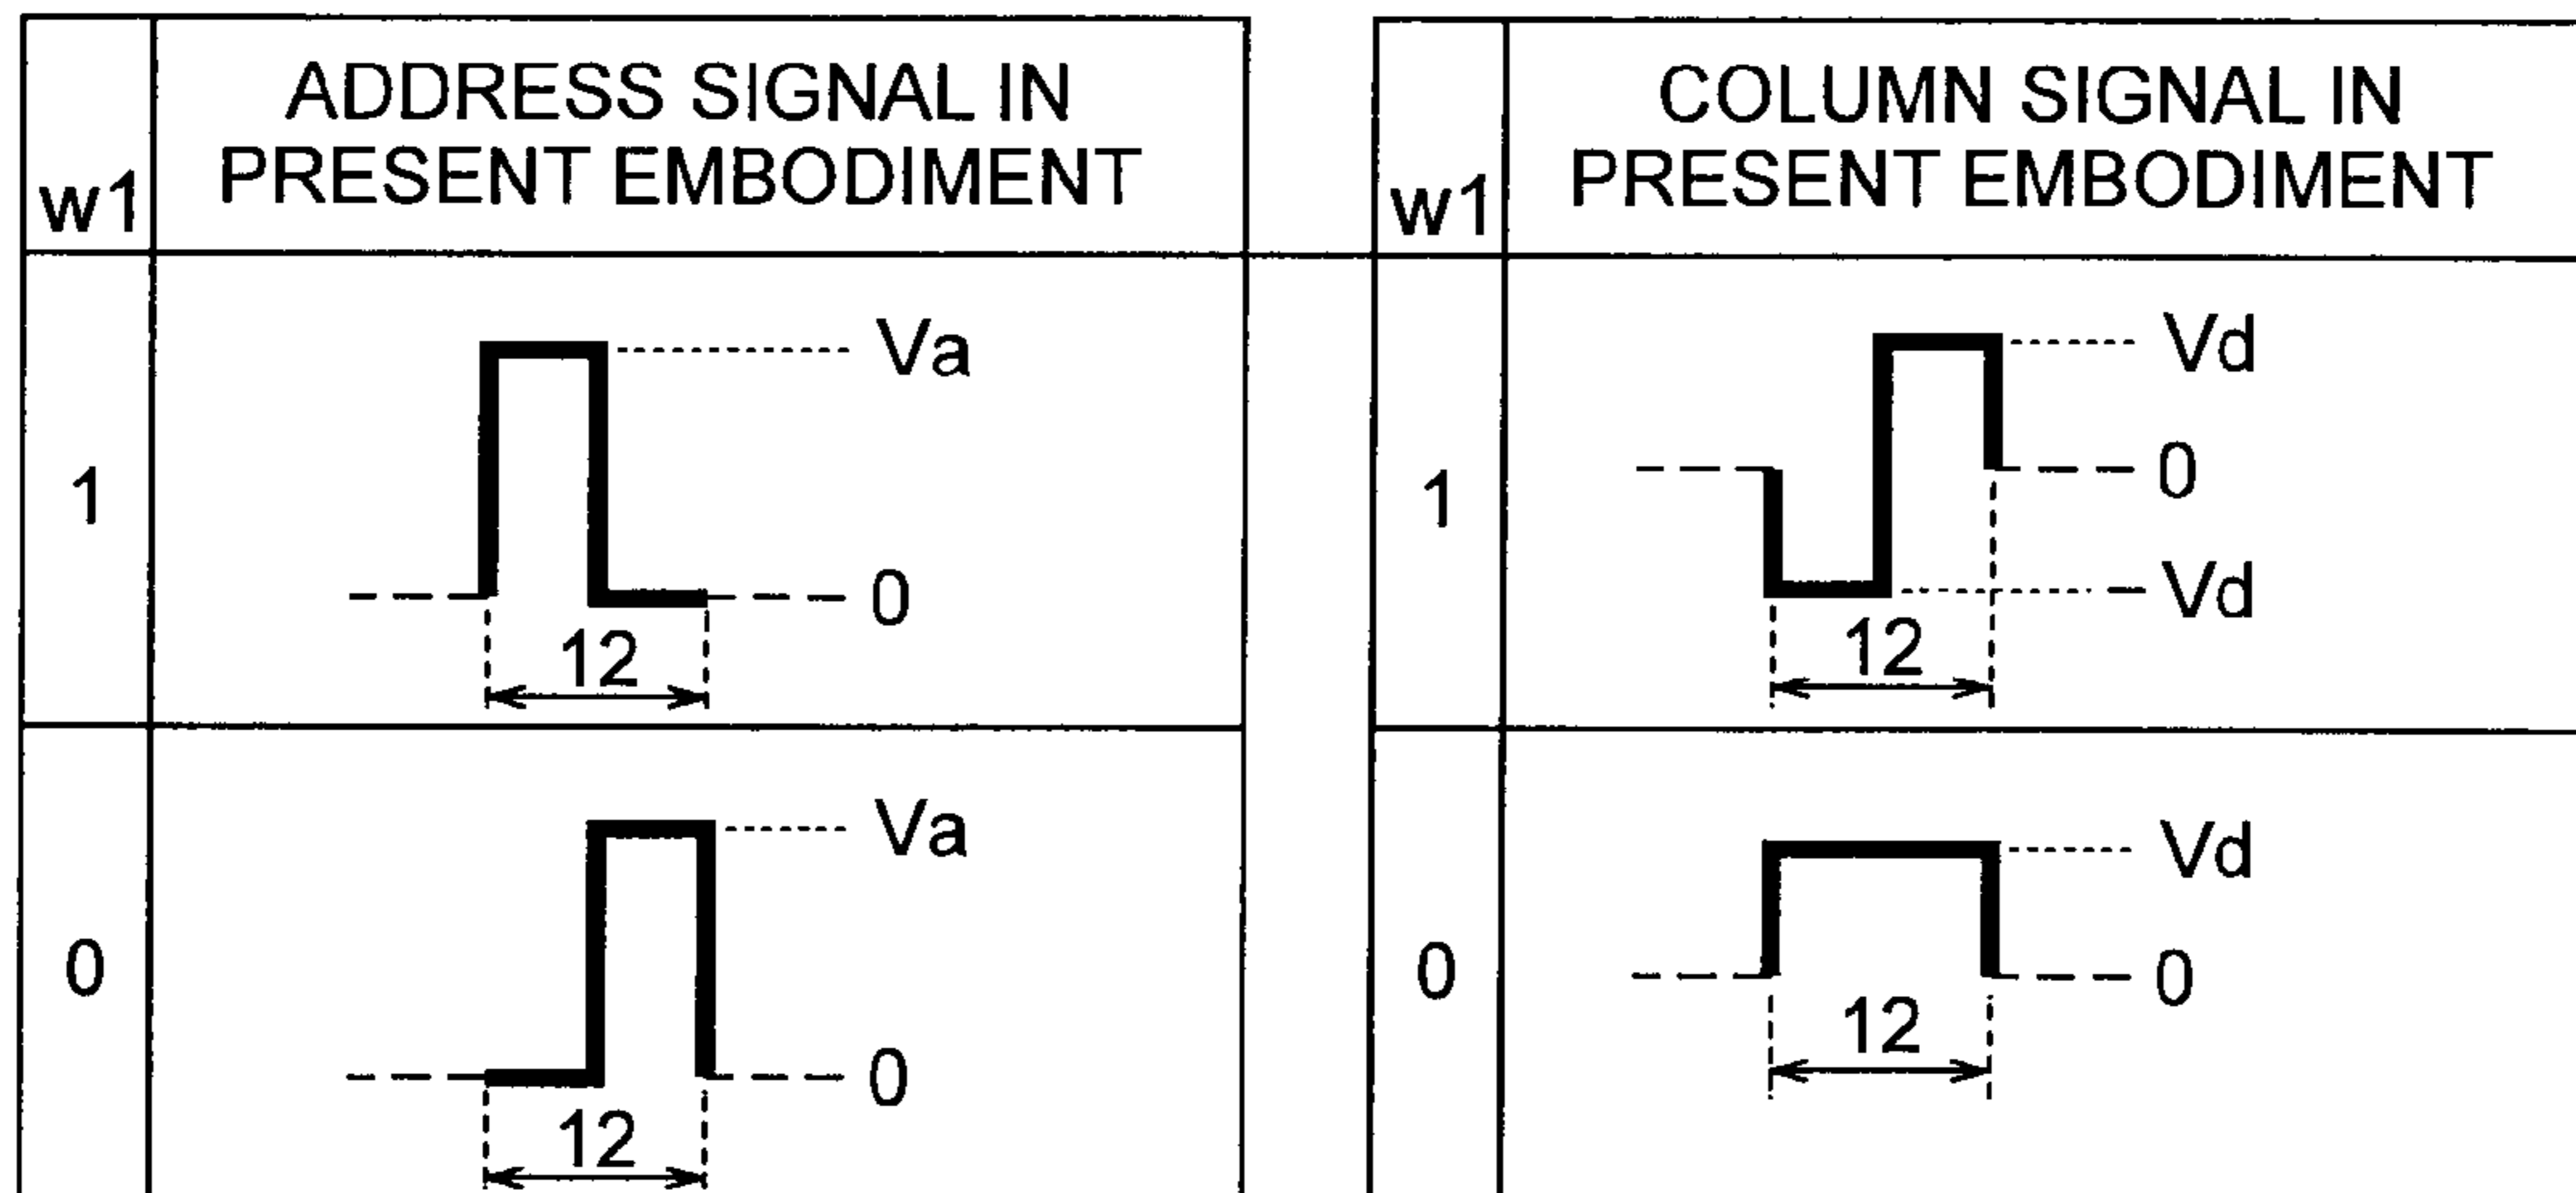 w1
ADDRESS SIGNAL IN
PRESENT EMBODIMENT
1
Va
0
12
0
Va
0
12
w1
COLUMN SIGNAL IN
PRESENT EMBODIMENT
1
Vd
0
— Vd
12
0
Vd
0
12